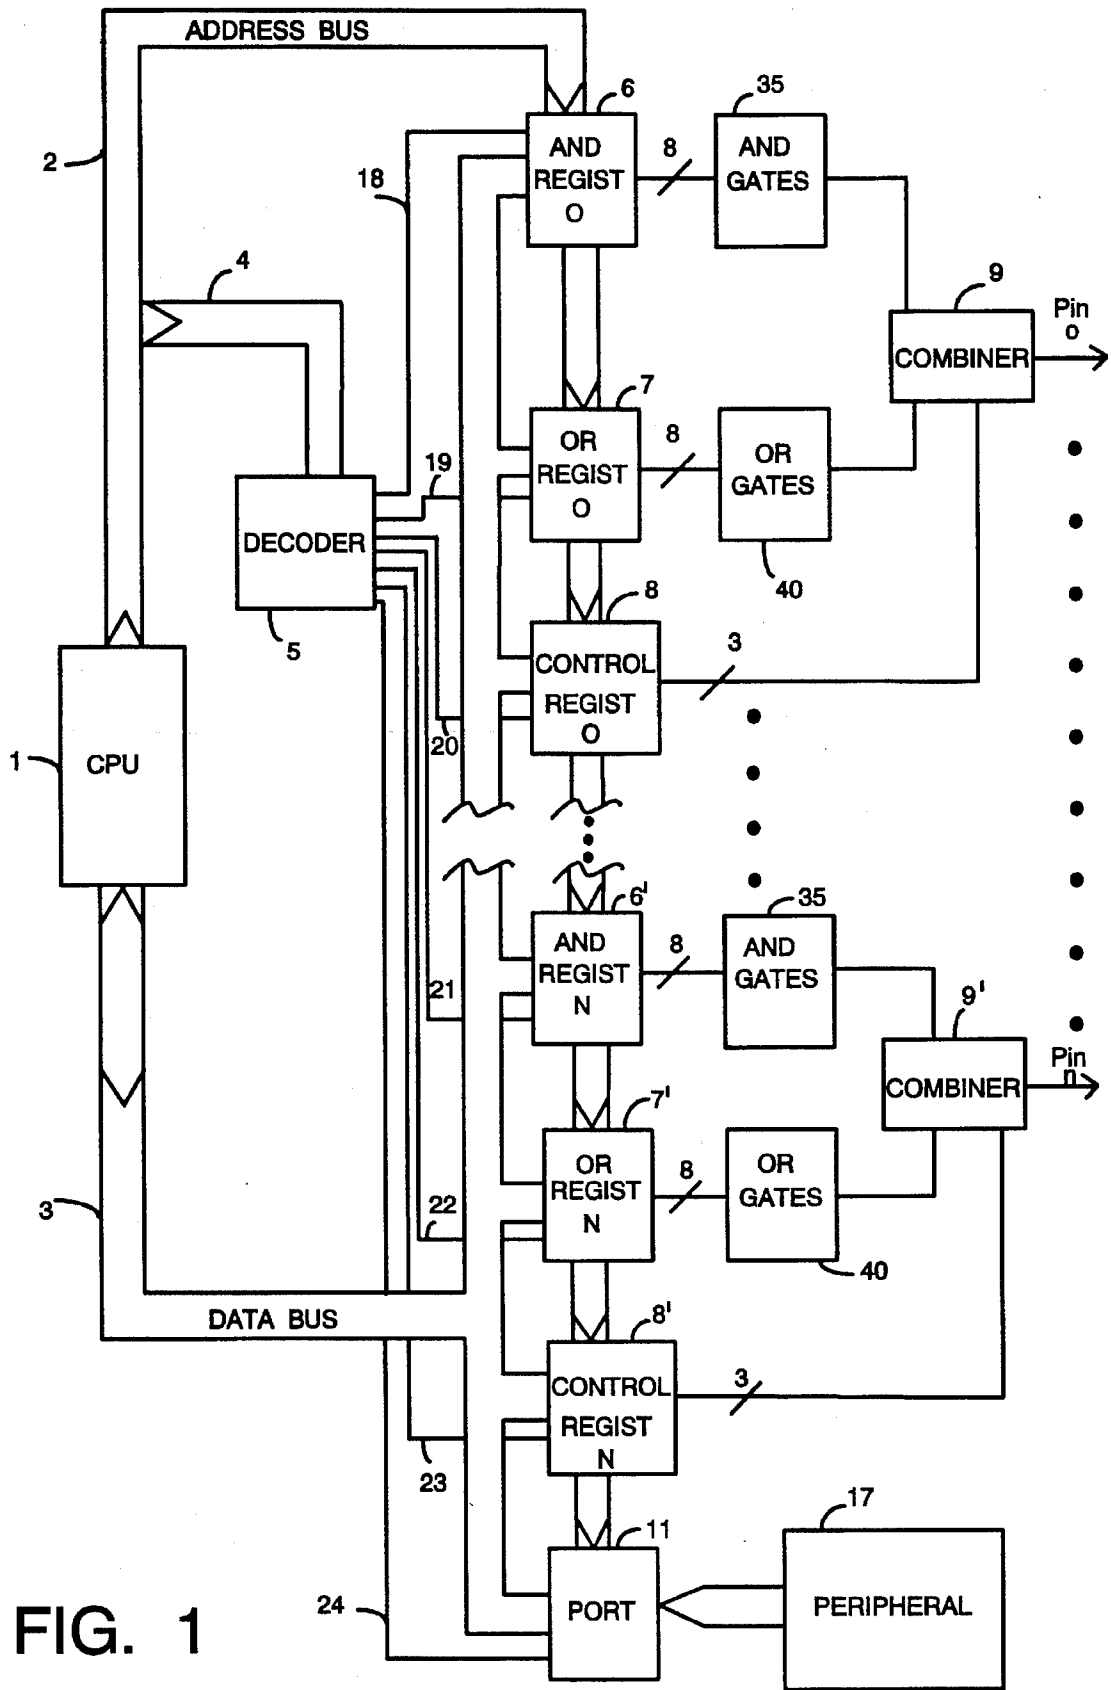 ADDRESS BUS
2
4
18
6
AND
REGIST
O
8
35
AND
GATES
9
COMBINER
Pin
o
7
OR
REGIST
O
8
OR
GATES
40
19
DECODER
5
8
CONTROL
REGIST
O
3
20
1
CPU
6'
AND
REGIST
N
8
35
AND
GATES
21
9'
COMBINER
Pin
n
7'
OR
REGIST
N
8
OR
GATES
40
22
3
DATA BUS
8'
CONTROL
REGIST
N
3
23
11
PORT
24
17
PERIPHERAL
FIG. 1